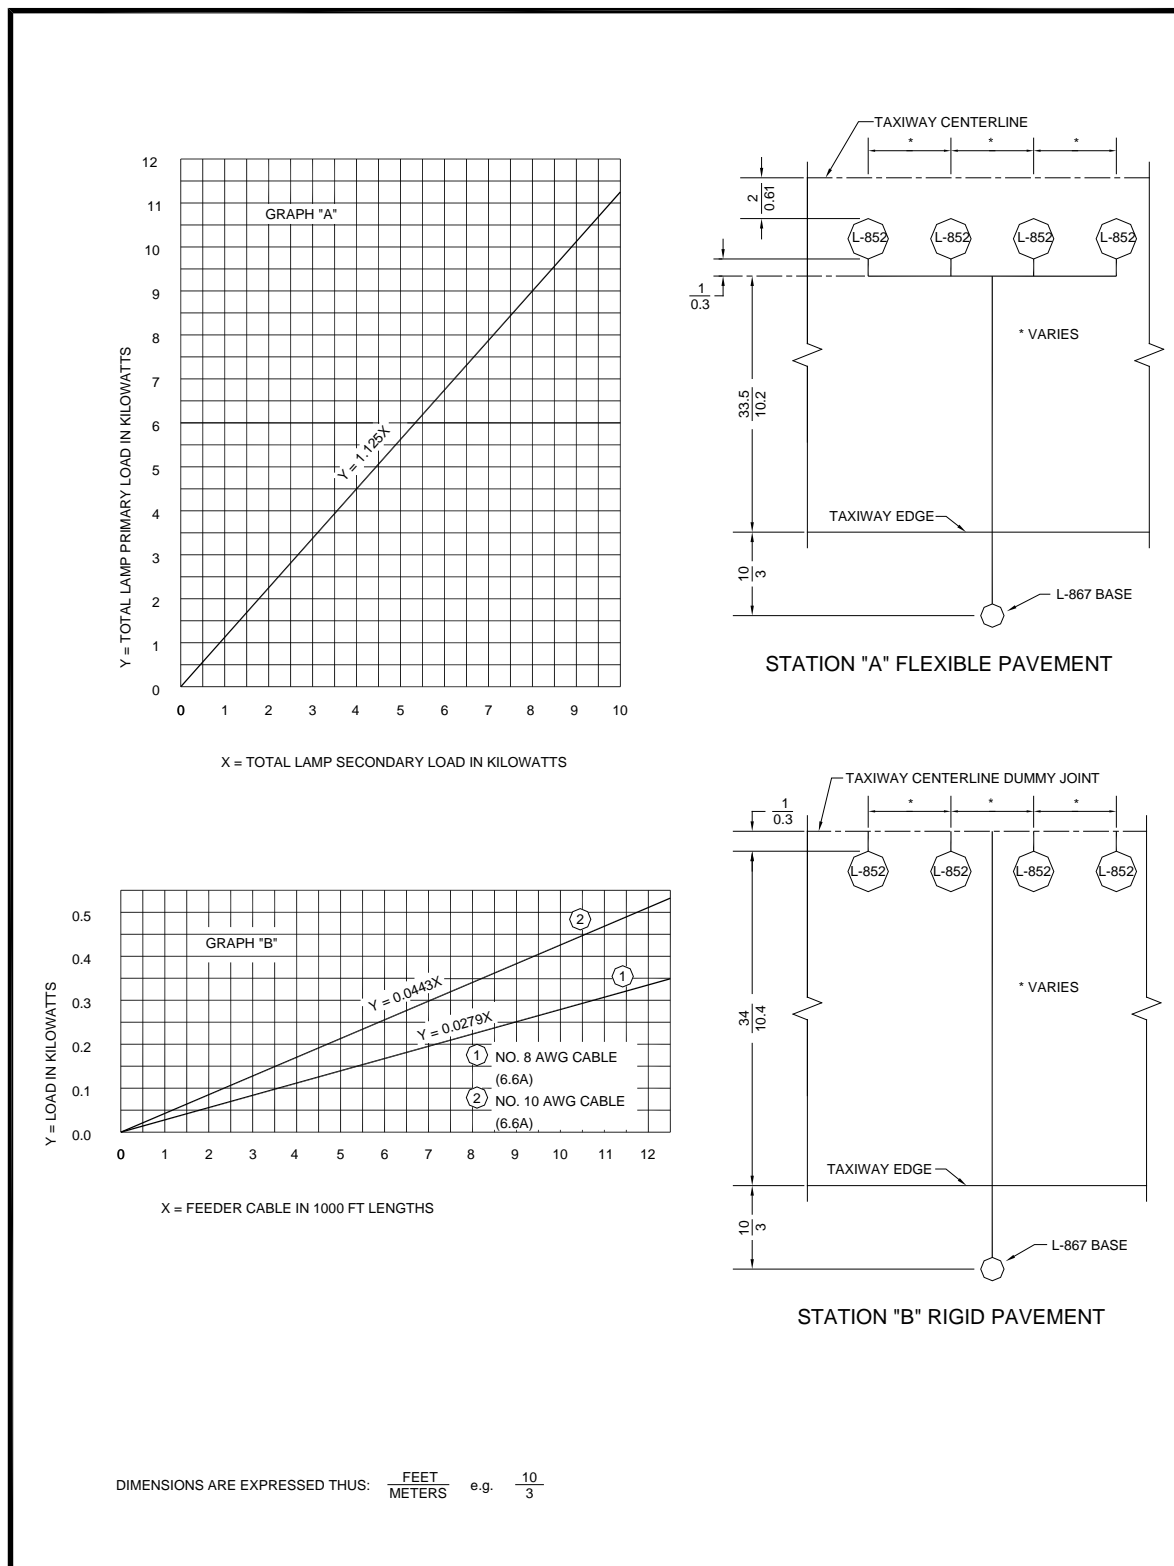 12
11
10
9
8
7
6
5
4
3
2
1
0
GRAPH "A"
Y = 1.125X
Y = TOTAL LAMP PRIMARY LOAD IN KILOWATTS
0 1 2 3 4 5 6 7 8 9 10
X = TOTAL LAMP SECONDARY LOAD IN KILOWATTS
TAXIWAY CENTERLINE
* * *
2
0.61
L-852 L-852 L-852 L-852
1
0.3
* VARIES
33.5
10.2
TAXIWAY EDGE
10
3
L-867 BASE
STATION "A" FLEXIBLE PAVEMENT
0.5
0.4
0.3
0.2
0.1
0.0
GRAPH "B"
2
1
Y = 0.0443X
Y = 0.0279X
1 NO. 8 AWG CABLE
(6.6A)
2 NO. 10 AWG CABLE
(6.6A)
Y = LOAD IN KILOWATTS
0 1 2 3 4 5 6 7 8 9 10 11 12
X = FEEDER CABLE IN 1000 FT LENGTHS
TAXIWAY CENTERLINE DUMMY JOINT
1
0.3
* * *
L-852 L-852 L-852 L-852
* VARIES
34
10.4
TAXIWAY EDGE
10
3
L-867 BASE
STATION "B" RIGID PAVEMENT
DIMENSIONS ARE EXPRESSED THUS: FEET e.g. 10
METERS 3